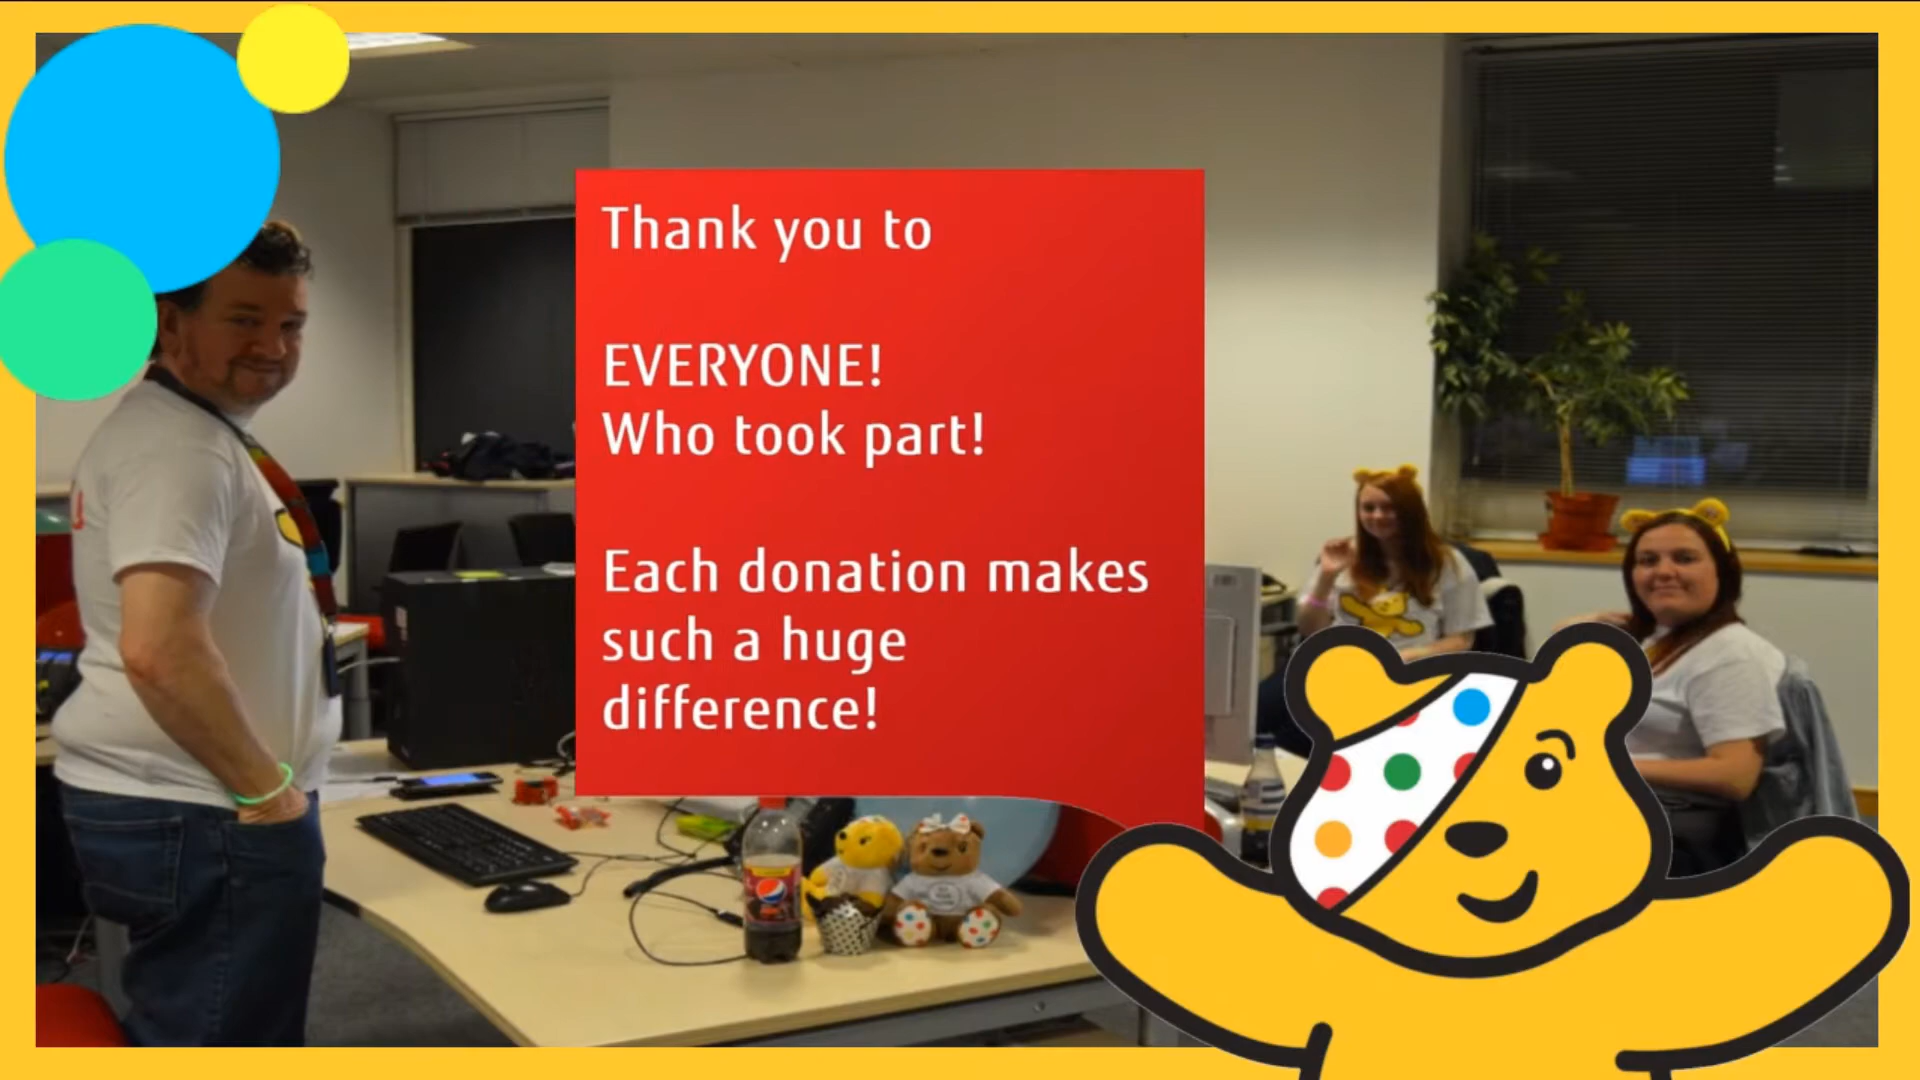 Thank you to
EVERYONE!
Who took part!
Each donation makes
such a huge
difference!